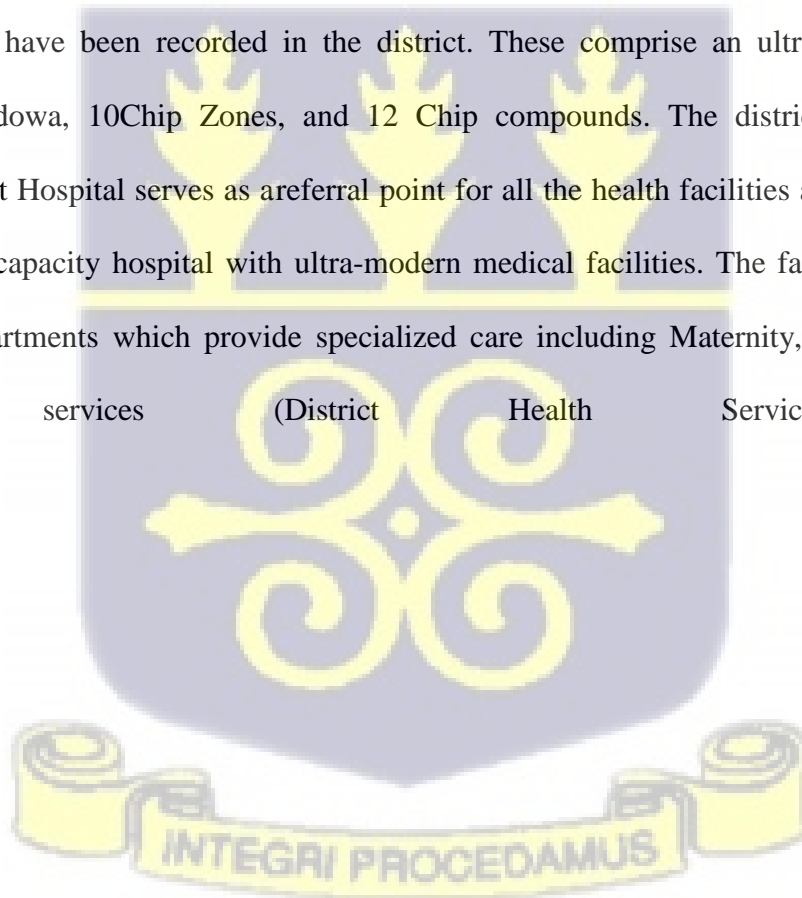 have been recorded in the district. These comprise an ultr
dowa, 10Chip Zones, and 12 Chip compounds. The distri
t Hospital serves as areferral point for all the health facilities a
capacity hospital with ultra-modern medical facilities. The fa
artments which provide specialized care including Maternity,
services (District Health Servic
INTEGRI PROCEDAMUS